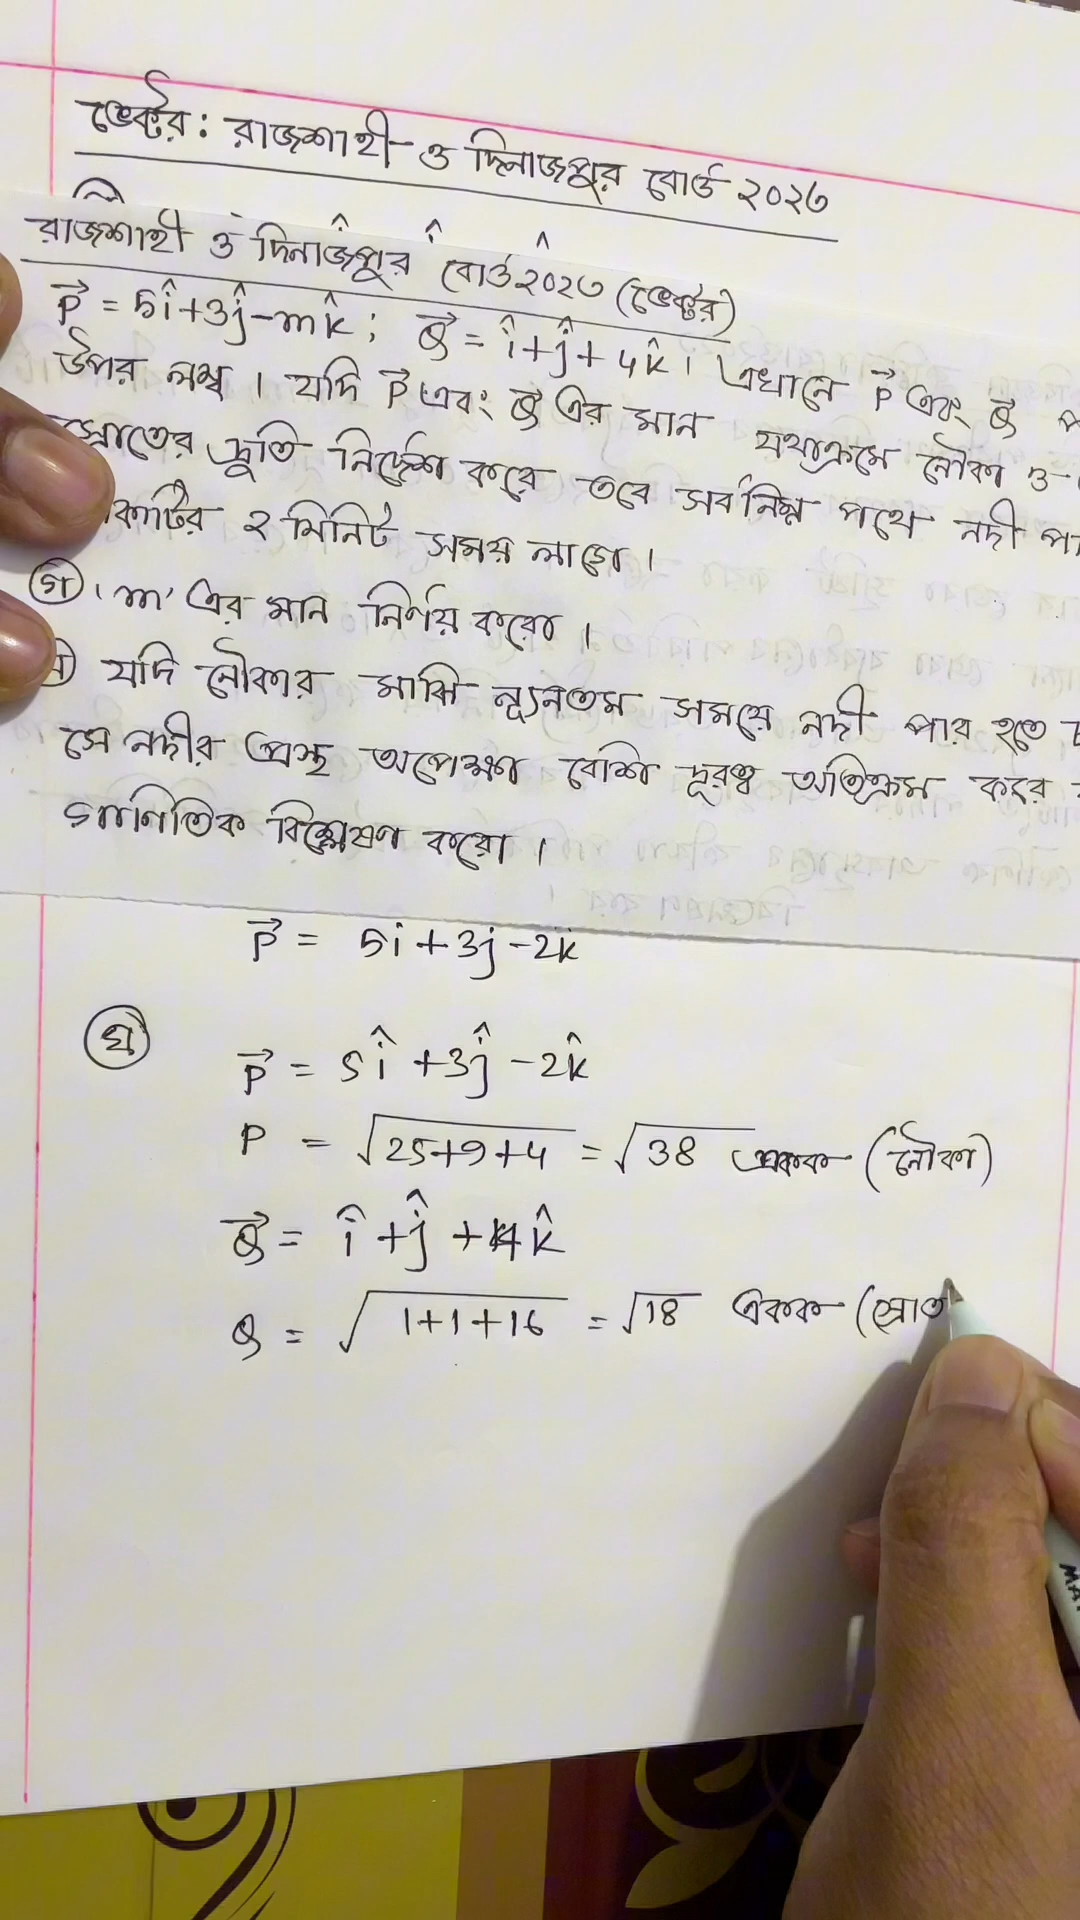 ভেক্টর: রাজশাহী ও দিনাজপুর বোর্ড ২০২৩
রাজশাহী ও দিনাজপুর বোর্ড ২০২৩ (ভেক্টর)
P⃗ = 5î+3ĵ-mk̂; Q⃗ = î+ĵ+4k̂। এখানে P⃗ এবং Q⃗
উপর লম্ব। যদি P⃗ এবং Q⃗ এর মান যথাক্রমে নৌকা ও
স্রোতের দ্রুতি নির্দেশ করে তবে সর্বনিম্ন পথে নদী
২ মিনিট সময় লাগে।
(গ) 'm' এর মান নির্ণয় করো।
যদি নৌকার মাঝি ন্যূনতম সময়ে নদী পার হতে
সে নদীর প্রস্থ অপেক্ষা বেশি দূরত্ব অতিক্রম করবে
গাণিতিক বিশ্লেষণ করো।
P⃗ = 5i+3j-2k
(ঘ) P⃗ = 5î+3ĵ-2k̂
P = √25+9+4 = √38 একক (নৌকা)
Q⃗ = î+ĵ+4k̂
Q = √1+1+16 = √18 একক (স্রোত